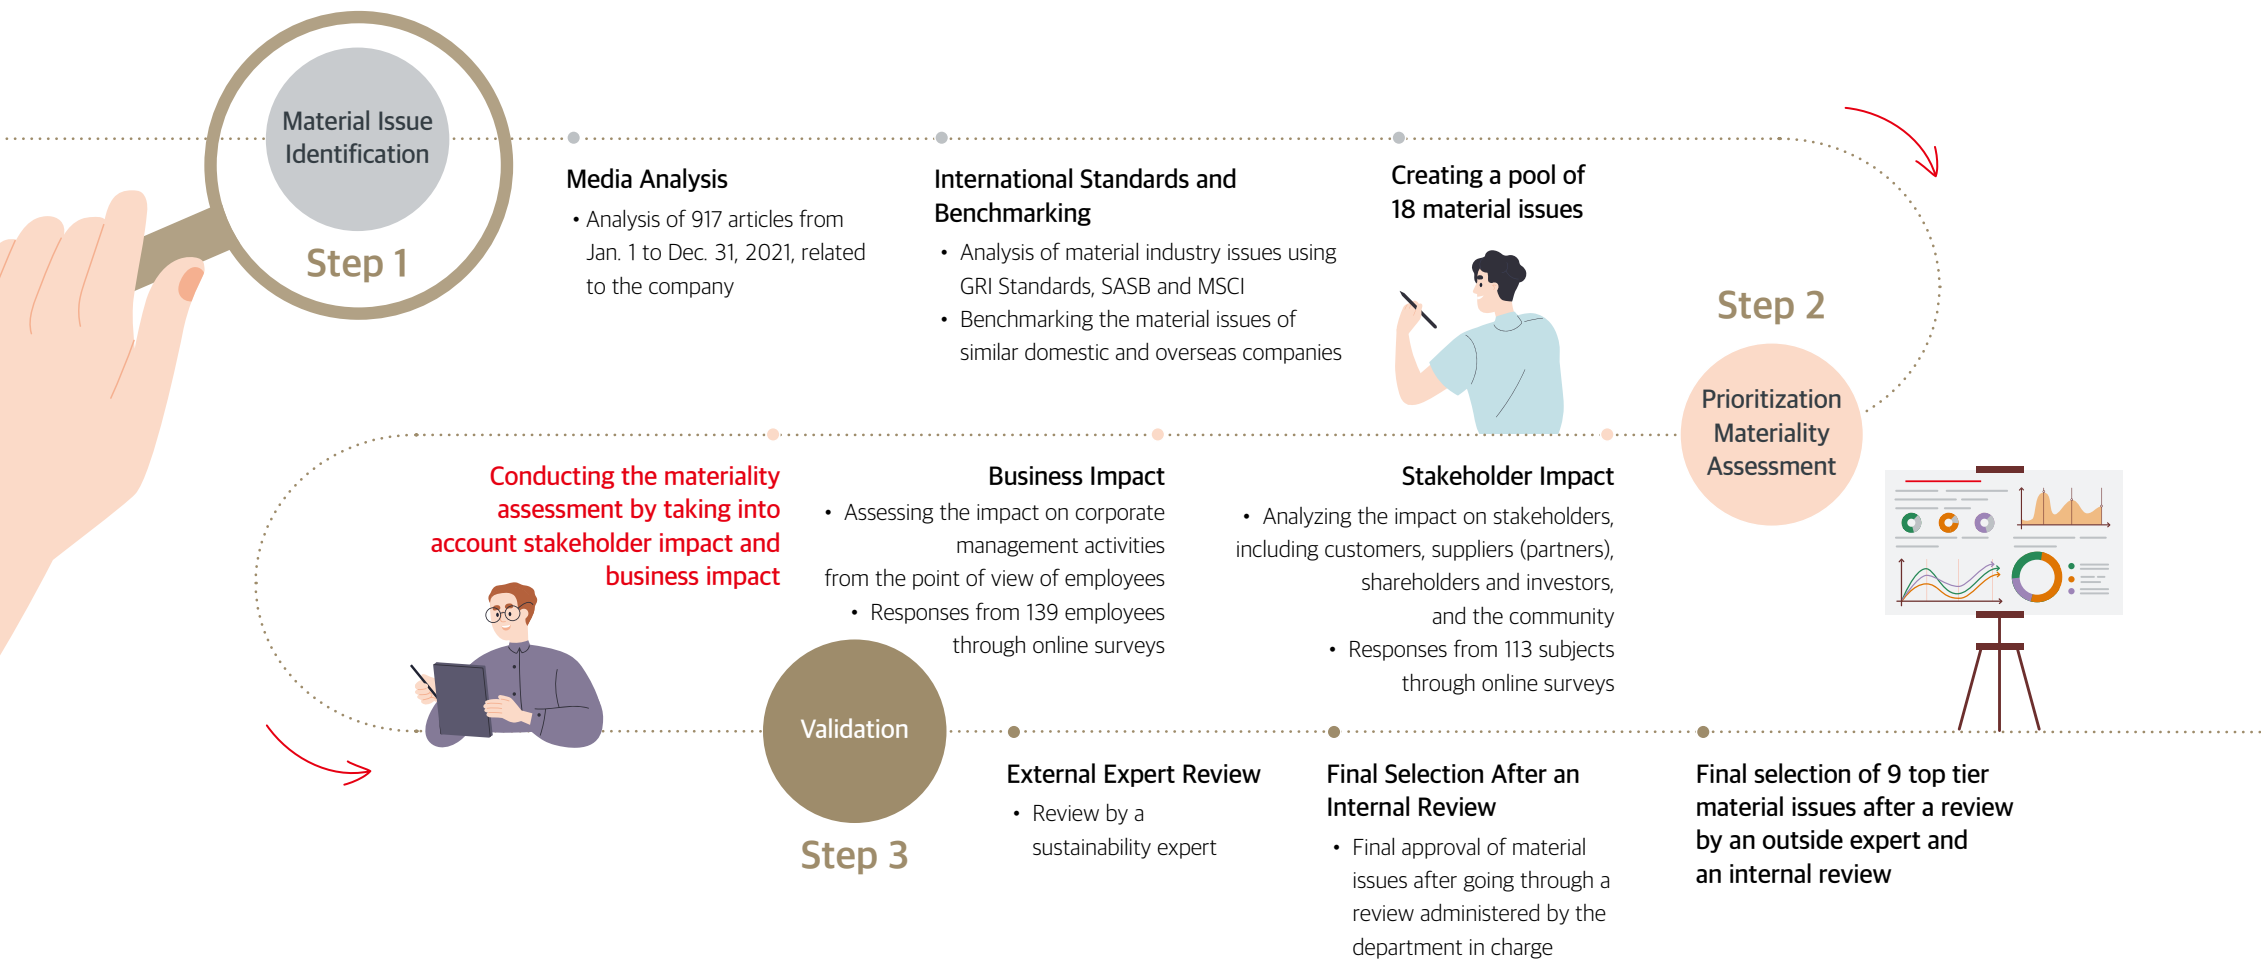 Material Issue
Identification
Step 1
Media Analysis
• Analysis of 917 articles from
Jan. 1 to Dec. 31, 2021, related
to the company
International Standards and
Benchmarking
• Analysis of material industry issues using
GRI Standards, SASB and MSCI
• Benchmarking the material issues of
similar domestic and overseas companies
Creating a pool of
18 material issues
Step 2
Prioritization
Materiality
Assessment
Stakeholder Impact
• Analyzing the impact on stakeholders,
including customers, suppliers (partners),
shareholders and investors,
and the community
• Responses from 113 subjects
through online surveys
Business Impact
• Assessing the impact on corporate
management activities
from the point of view of employees
• Responses from 139 employees
through online surveys
Conducting the materiality
assessment by taking into
account stakeholder impact and
business impact
Validation
Step 3
External Expert Review
• Review by a
sustainability expert
Final Selection After an
Internal Review
• Final approval of material
issues after going through a
review administered by the
department in charge
Final selection of 9 top tier
material issues after a review
by an outside expert and
an internal review